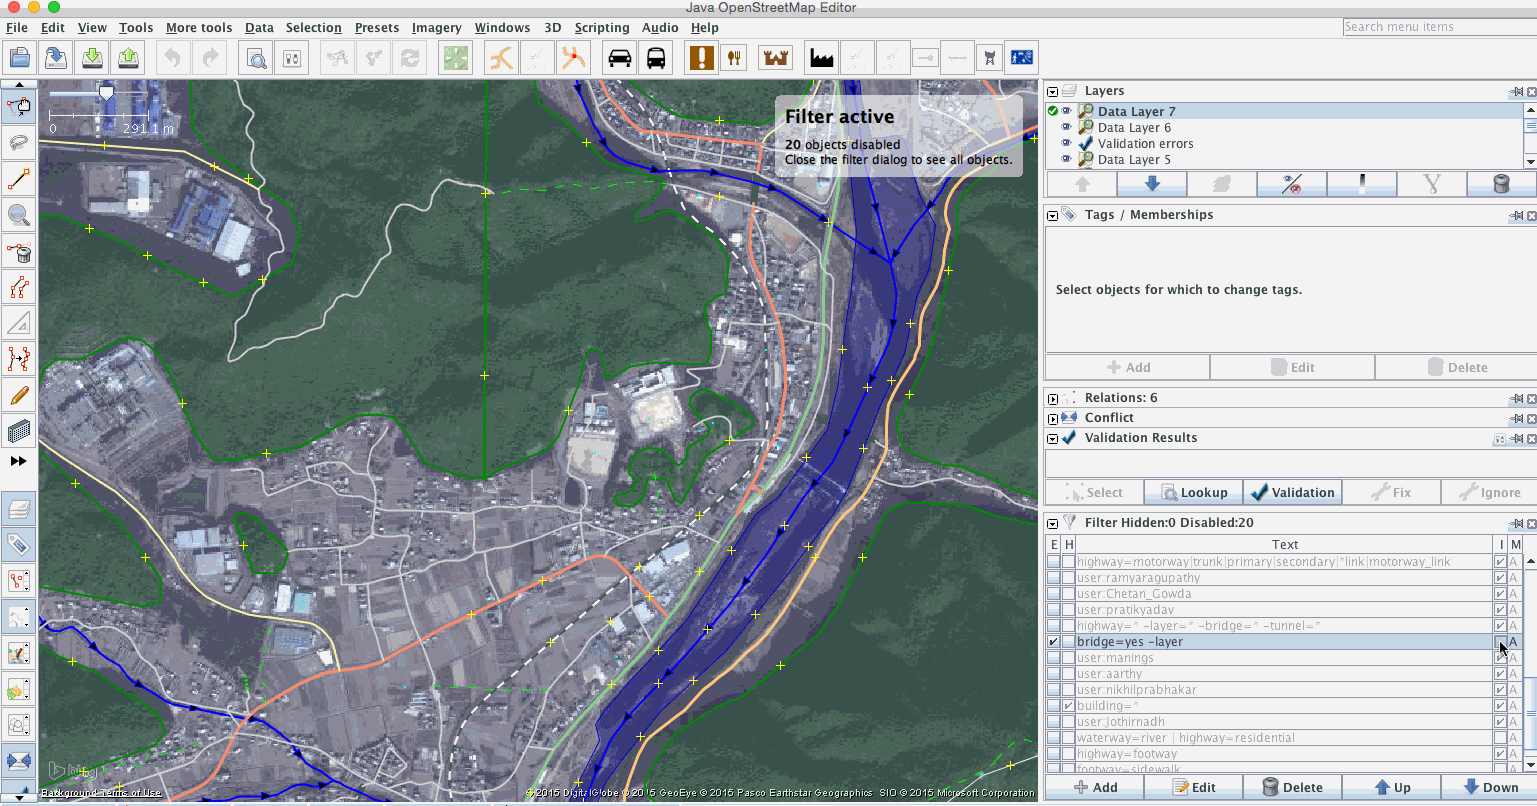 Java OpenStreetMap Editor
File Edit View Tools More tools Data Selection Presets Imagery Windows 3D Scripting Audio Help
Search menu items
0 291.1 m
Filter active
20 objects disabled
Close the filter dialog to see all objects.
Layers
Data Layer 7
Data Layer 6
Validation errors
Data Layer 5
Tags / Memberships
Select objects for which to change tags.
Add Edit Delete
Relations: 6
Conflict
Validation Results
Select Lookup Validation Fix Ignore
Filter Hidden:0 Disabled:20
E H Text I M
highway=motorway|trunk|primary|secondary|*link|motorway_link A
user:ramyaragupathy A
user:Chetan_Gowda A
user:pratikyadav A
highway=* -layer=* -bridge=* -tunnel=* A
bridge=yes -layer A
user:manings A
user:aarthy A
user:nikhilprabhakar A
building=* A
user:Jothirnadh A
waterway=river | highway=residential A
highway=footway A
footway=sidewalk
Add Edit Delete Up Down
bing
Background Terms of Use
©2015 DigitalGlobe ©2015 GeoEye © 2015 Pasco Earthstar Geographics SIO © 2015 Microsoft Corporation